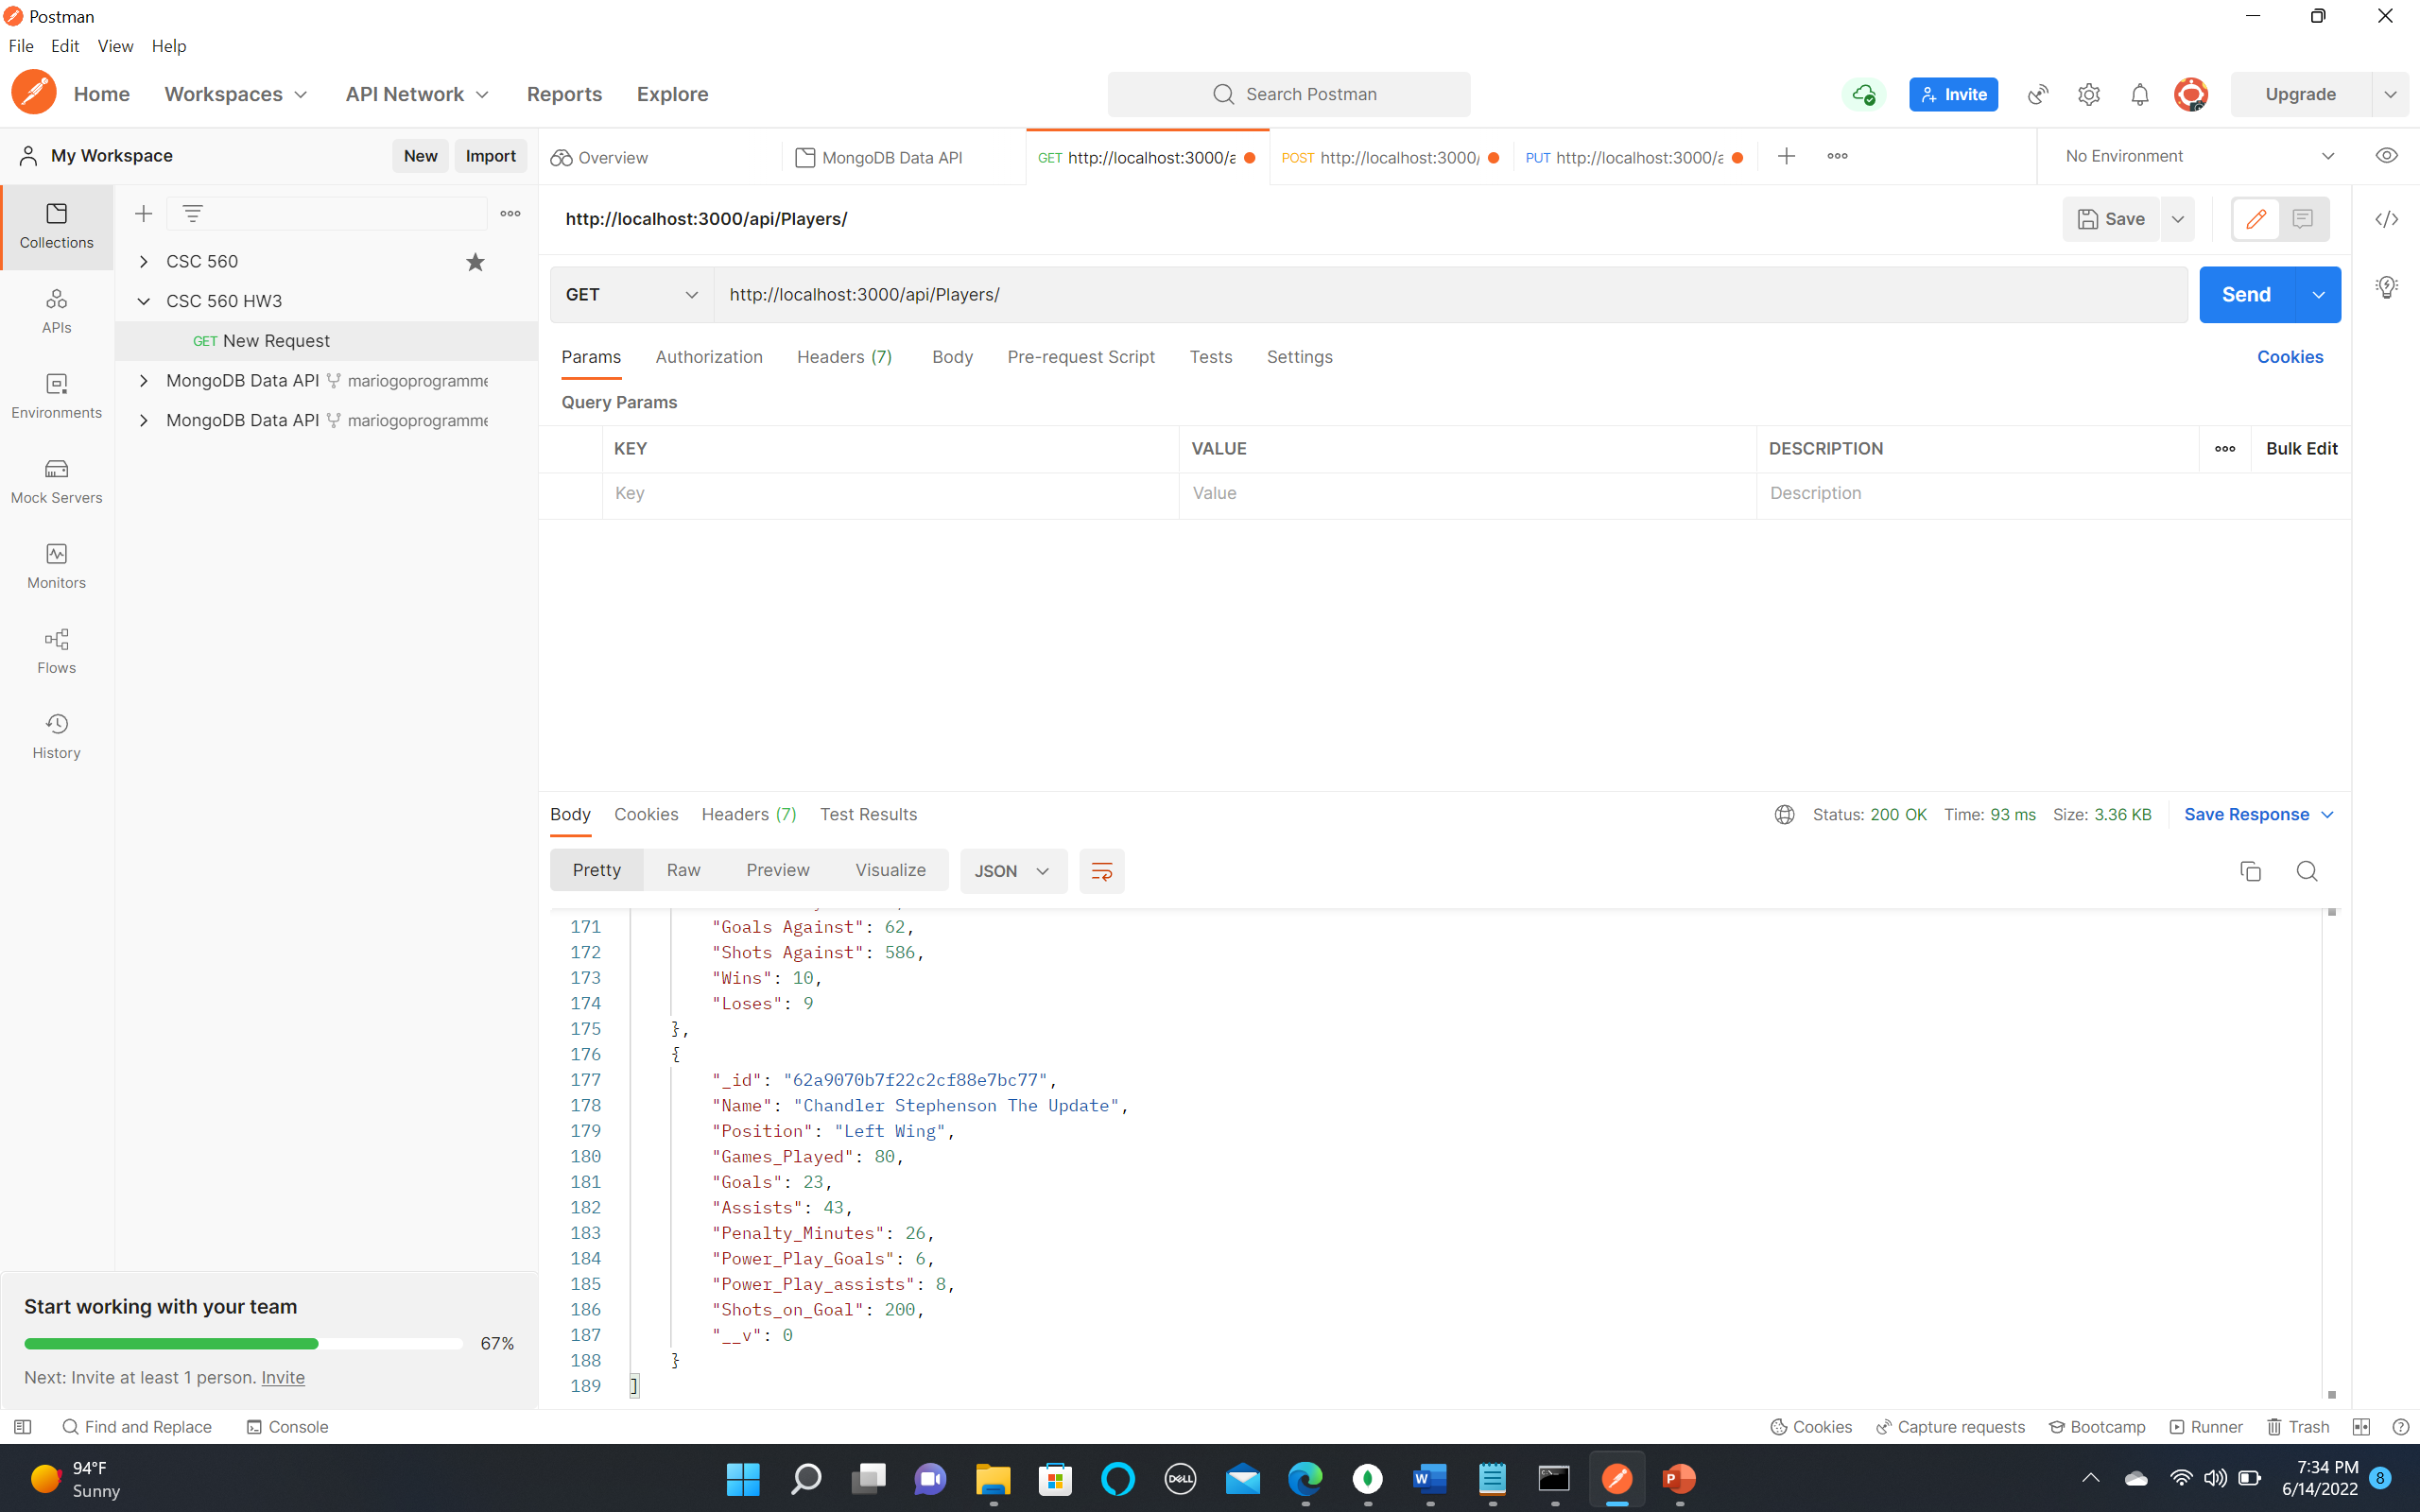 Postman
File Edit View Help
Home Workspaces API Network Reports Explore Search Postman Invite Upgrade
My Workspace New Import Overview MongoDB Data API GET http://localhost:3000/a POST http://localhost:3000/ PUT http://localhost:3000/a No Environment
Collections
APIs
Environments
Mock Servers
Monitors
Flows
History
CSC 560
CSC 560 HW3
GET New Request
MongoDB Data API mariogoprogramme
MongoDB Data API mariogoprogramme
Start working with your team
67%
Next: Invite at least 1 person. Invite
http://localhost:3000/api/Players/ Save
GET http://localhost:3000/api/Players/ Send
Params Authorization Headers (7) Body Pre-request Script Tests Settings Cookies
Query Params
KEY VALUE DESCRIPTION Bulk Edit
Key Value Description
Body Cookies Headers (7) Test Results Status: 200 OK Time: 93 ms Size: 3.36 KB Save Response
Pretty Raw Preview Visualize JSON
171 "Goals Against": 62,
172 "Shots Against": 586,
173 "Wins": 10,
174 "Loses": 9
175 },
176 {
177 "_id": "62a9070b7f22c2cf88e7bc77",
178 "Name": "Chandler Stephenson The Update",
179 "Position": "Left Wing",
180 "Games_Played": 80,
181 "Goals": 23,
182 "Assists": 43,
183 "Penalty_Minutes": 26,
184 "Power_Play_Goals": 6,
185 "Power_Play_assists": 8,
186 "Shots_on_Goal": 200,
187 "__v": 0
188 }
189 ]
Find and Replace Console Cookies Capture requests Bootcamp Runner Trash
94°F
Sunny
DELL
W
P
7:34 PM
6/14/2022
8